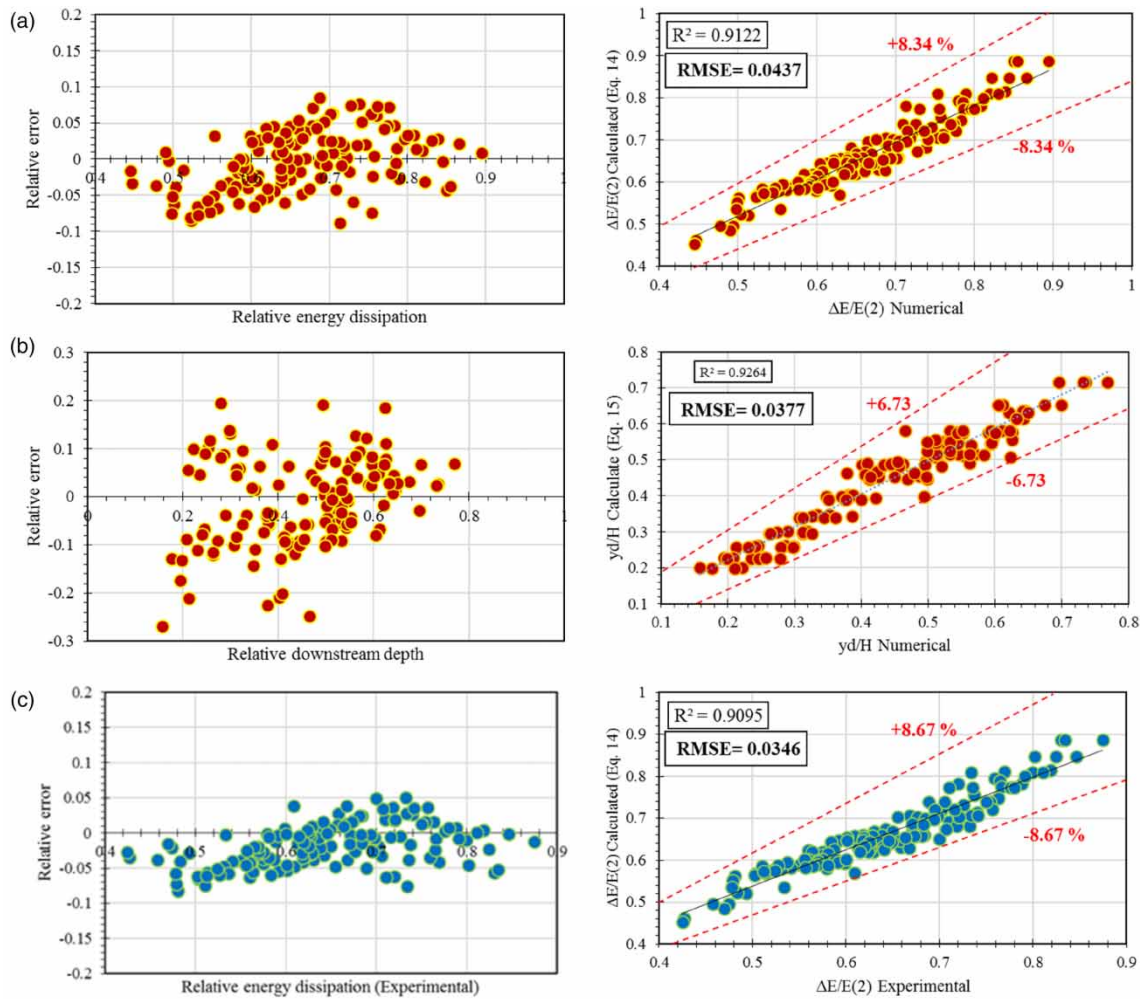 (a)
0.2
0.15
0.1
0.05
0
-0.05
-0.1
-0.15
-0.2
0.4 0.5 0.6 0.7 0.8 0.9 1
Relative error
Relative energy dissipation
R² = 0.9122
RMSE= 0.0437
+8.34 %
-8.34 %
1
0.9
0.8
0.7
0.6
0.5
0.4
0.4 0.5 0.6 0.7 0.8 0.9 1
ΔE/E(2) Calculated (Eq. 14)
ΔE/E(2) Numerical
(b)
0.3
0.2
0.1
0
-0.1
-0.2
-0.3
0 0.2 0.4 0.6 0.8 1
Relative error
Relative downstream depth
R² = 0.9264
RMSE= 0.0377
+6.73
-6.73
0.8
0.7
0.6
0.5
0.4
0.3
0.2
0.1
0.1 0.2 0.3 0.4 0.5 0.6 0.7 0.8
yd/H Calculate (Eq. 15)
yd/H Numerical
(c)
0.2
0.15
0.1
0.05
0
-0.05
-0.1
-0.15
-0.2
0.4 0.5 0.6 0.7 0.8 0.9
Relative error
Relative energy dissipation (Experimental)
R² = 0.9095
RMSE= 0.0346
+8.67 %
-8.67 %
1
0.9
0.8
0.7
0.6
0.5
0.4
0.4 0.5 0.6 0.7 0.8 0.9
ΔE/E(2) Calculated (Eq. 14)
ΔE/E(2) Experimental